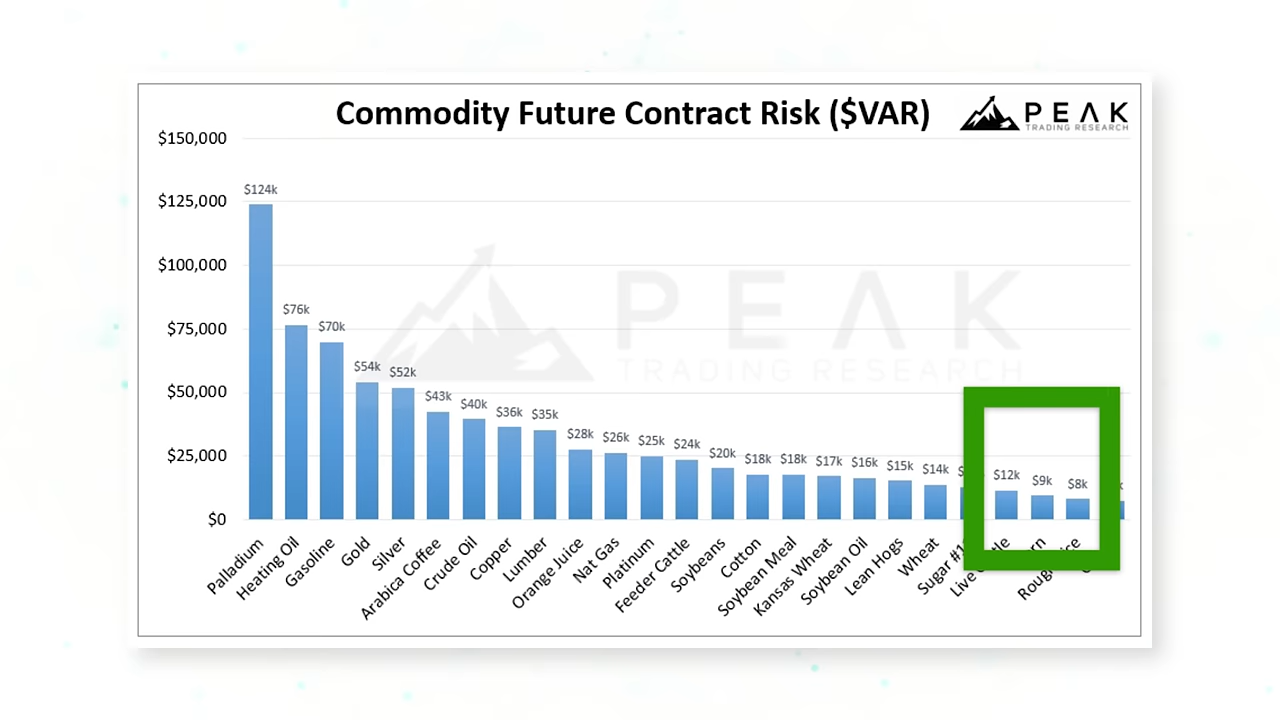 Commodity Future Contract Risk ($VAR)
PEAK
TRADING RESEARCH
$150,000
$125,000
$100,000
$75,000
$50,000
$25,000
$0
$124k
$76k
$70k
$54k
$52k
$43k
$40k
$36k
$35k
$28k
$26k
$25k
$24k
$20k
$18k
$18k
$17k
$16k
$15k
$14k
$12k
$9k
$8k
PEAK
TRADING RESEARCH
Palladium
Heating Oil
Gasoline
Gold
Silver
Arabica Coffee
Crude Oil
Copper
Lumber
Orange Juice
Nat Gas
Platinum
Feeder Cattle
Soybeans
Cotton
Soybean Meal
Kansas Wheat
Soybean Oil
Lean Hogs
Wheat
Sugar
Live